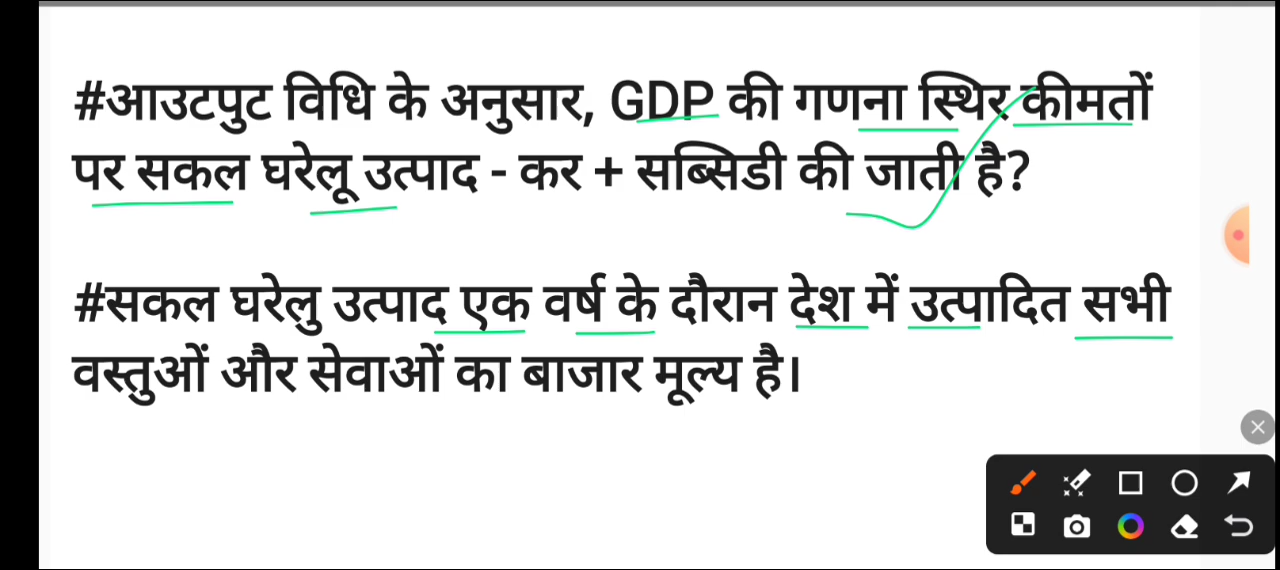 #आउटपुट विधि के अनुसार, GDP की गणना स्थिर कीमतों
पर सकल घरेलू उत्पाद - कर + सब्सिडी की जाती है?
#सकल घरेलु उत्पाद एक वर्ष के दौरान देश में उत्पादित सभी
वस्तुओं और सेवाओं का बाजार मूल्य है।